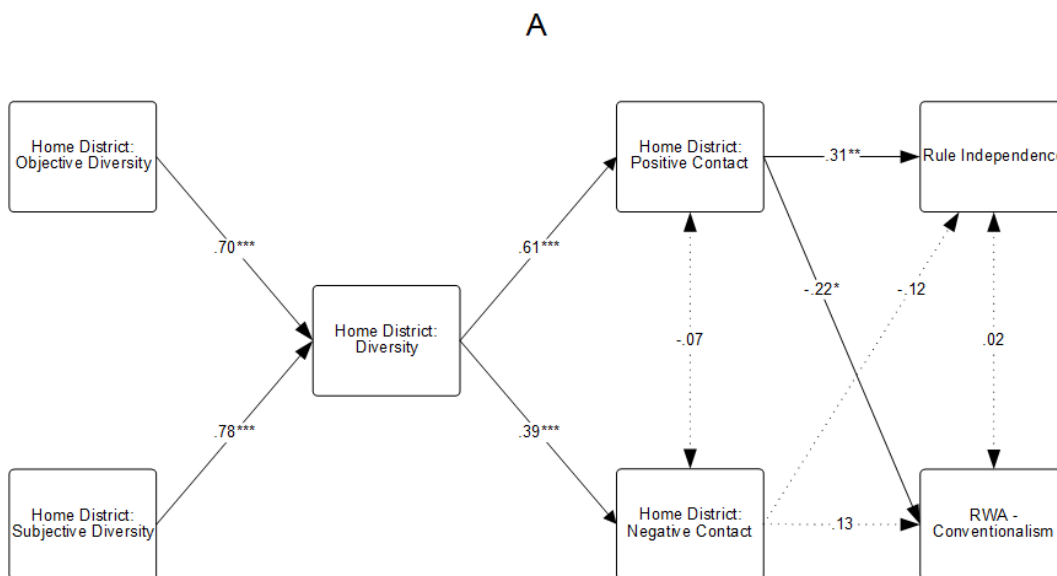 A
Home District:
Objective Diversity
Home District:
Positive Contact
.31**
Rule Independence
.70***
.61***
-.22*
-.12
Home District:
Diversity
-.07
.02
.78***
.39***
Home District:
Subjective Diversity
Home District:
Negative Contact
.13
RWA -
Conventionalism